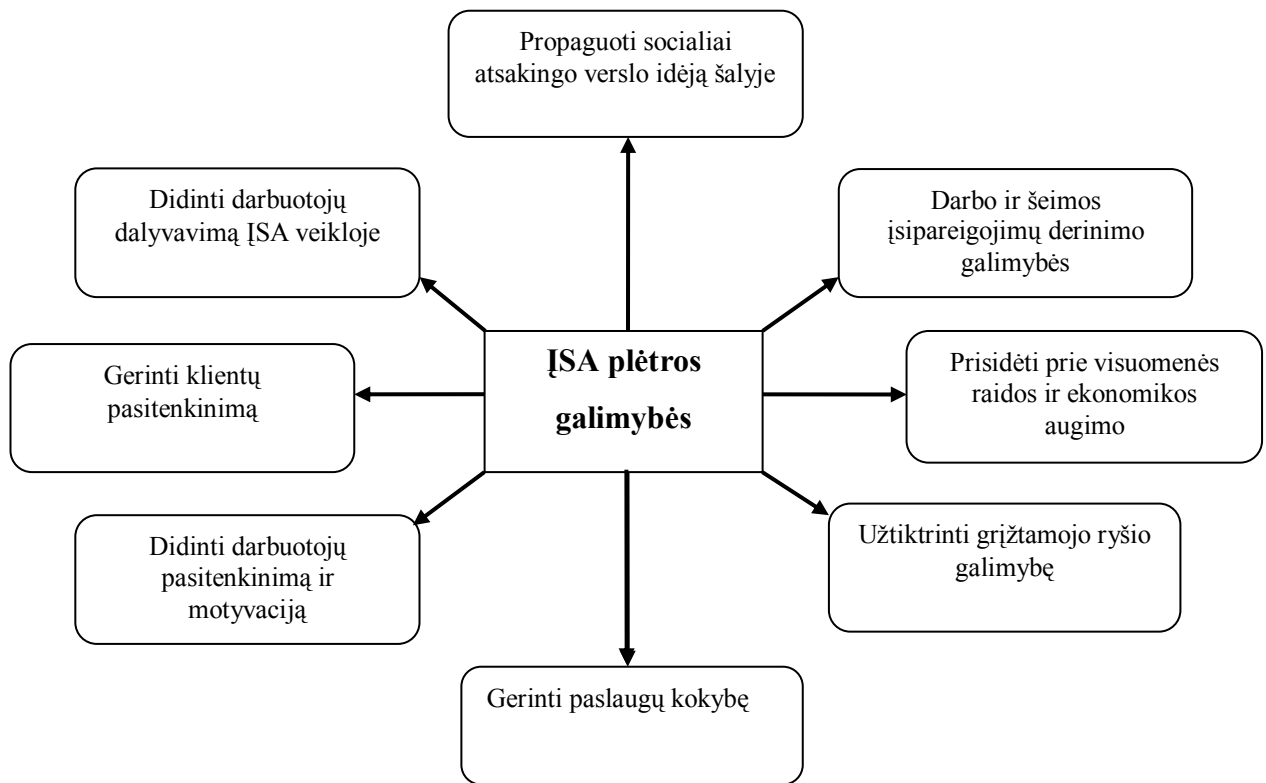 Propaguoti socialiai
atsakingo verslo idėją šalyje
Didinti darbuotojų
dalyvavimą ĮSA veikloje
Darbo ir šeimos
įsipareigojimų derinimo
galimybės
ĮSA plėtros
galimybės
Gerinti klientų
pasitenkinimą
Prisidėti prie visuomenės
raidos ir ekonomikos
augimo
Didinti darbuotojų
pasitenkinimą ir
motyvaciją
Užtiktrinti grįžtamojo ryšio
galimybę
Gerinti paslaugų kokybę